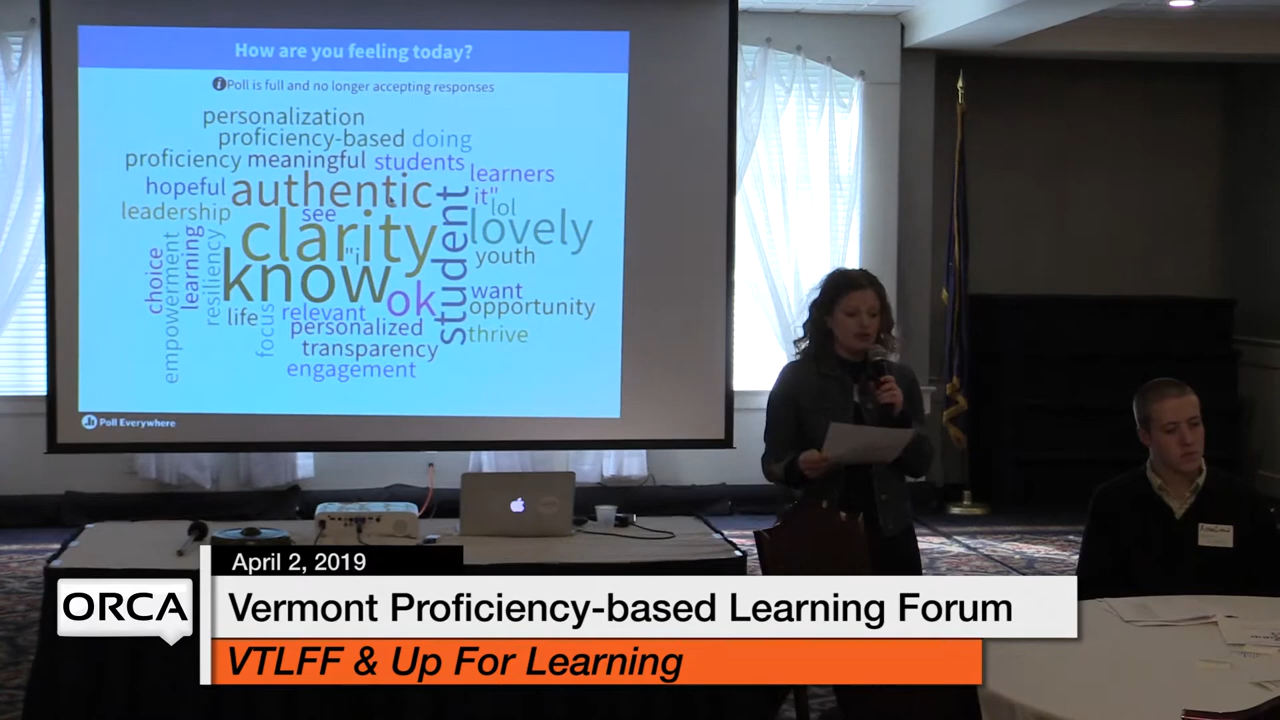 How are you feeling today?
Poll is full and no longer accepting responses
personalization
proficiency-based doing
proficiency meaningful students
learners
hopeful authentic it"
leadership see lol
clarity student lovely
"i youth
choice empowerment learning resiliency
know ok want
opportunity
life focus relevant
personalized thrive
transparency
engagement
Poll Everywhere
April 2, 2019
ORCA
Vermont Proficiency-based Learning Forum
VTLFF & Up For Learning